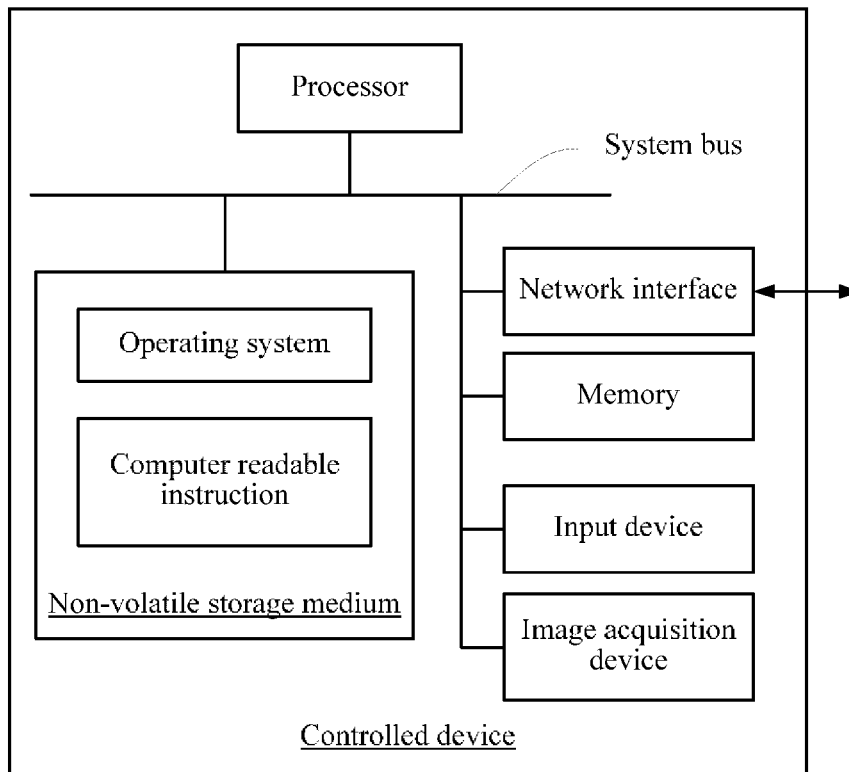 Processor
System bus
Network interface
Operating system
Memory
Computer readable
instruction
Input device
Non-volatile storage medium
Image acquisition
device
Controlled device